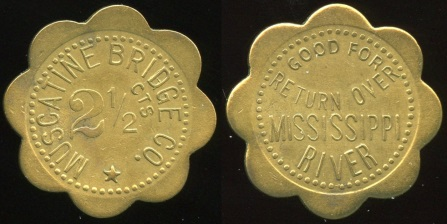 MUSCATINE BRIDGE CO.
2 1/2 CTS
GOOD FOR
RETURN OVER
MISSISSIPPI
RIVER